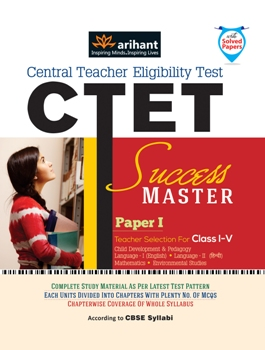 arihant
Inspiring Minds, Inspiring Lives
With
Solved
Papers
Central Teacher Eligibility Test
CTET
Success
MASTER
Paper I
Teacher Selection For Class I-V
Child Development & Pedagogy
Language - I (English) • Language - II (हिन्दी)
Mathematics • Environmental Studies
COMPLETE STUDY MATERIAL AS PER LATEST TEST PATTERN
EACH UNITS DIVIDED INTO CHAPTERS WITH PLENTY NO. OF MCQS
CHAPTERWISE COVERAGE OF WHOLE SYLLABUS
According to CBSE Syllabi